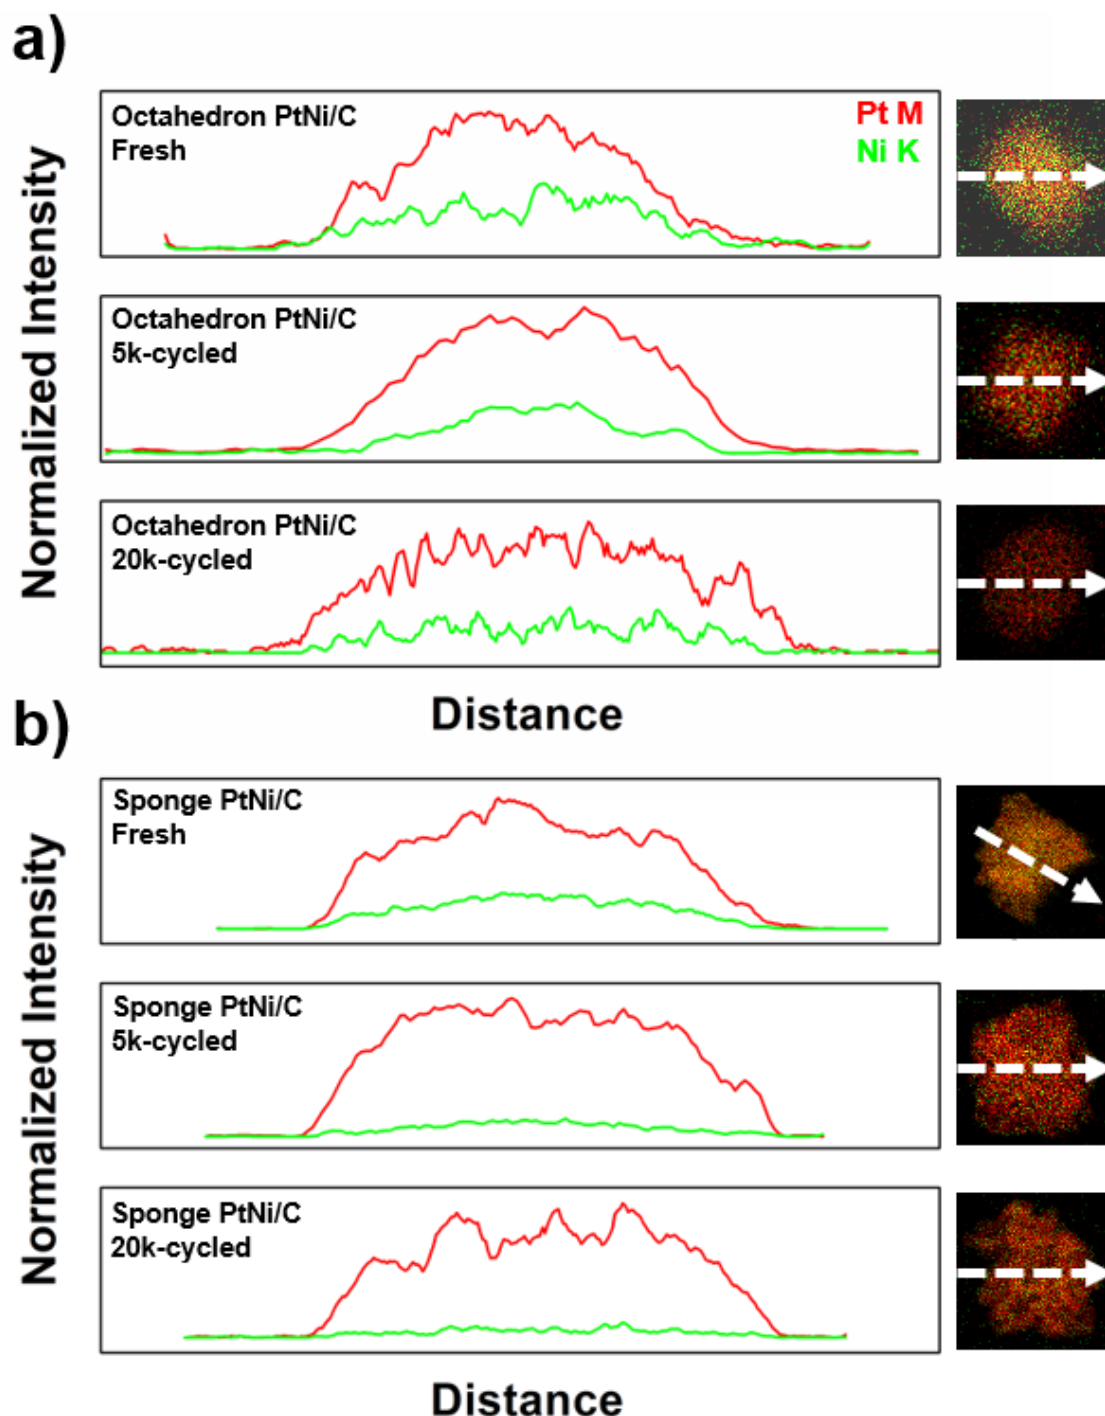 a)
Normalized Intensity
Octahedron PtNi/C
Fresh
Pt M
Ni K
Octahedron PtNi/C
5k-cycled
Octahedron PtNi/C
20k-cycled
Distance
b)
Normalized Intensity
Sponge PtNi/C
Fresh
Sponge PtNi/C
5k-cycled
Sponge PtNi/C
20k-cycled
Distance